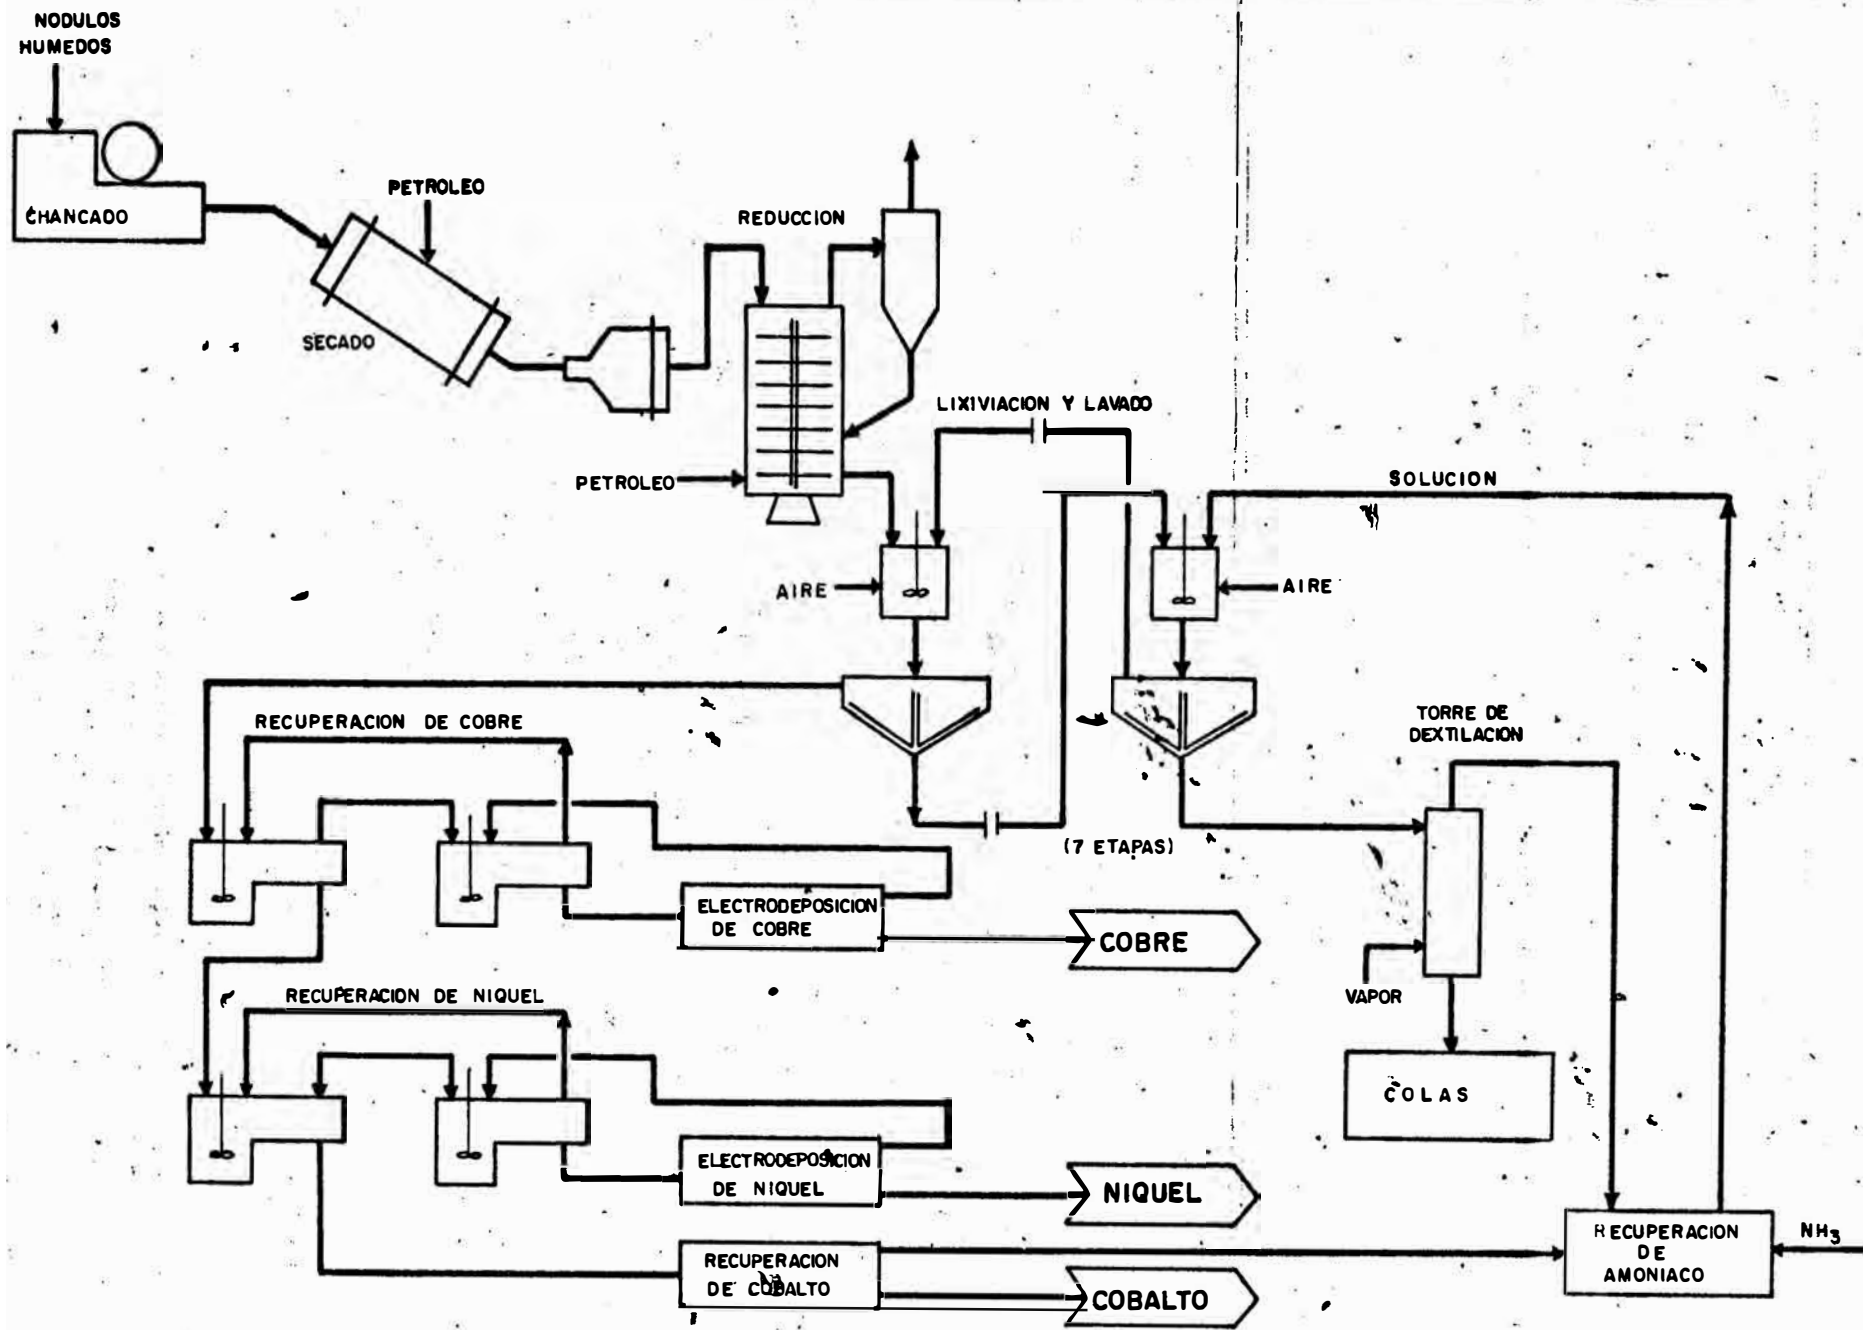 NODULOS
HUMEDOS
CHANCADO
PETROLEO
SECADO
REDUCCION
PETROLEO
LIXIVIACION Y LAVADO
SOLUCION
AIRE
AIRE
RECUPERACION DE COBRE
TORRE DE
DEXTILACION
(7 ETAPAS)
ELECTRODEPOSICION
DE COBRE
COBRE
VAPOR
RECUPERACION DE NIQUEL
COLAS
ELECTRODEPOSICION
DE NIQUEL
NIQUEL
RECUPERACION
DE COBALTO
COBALTO
RECUPERACION
DE
AMONIACO
NH3